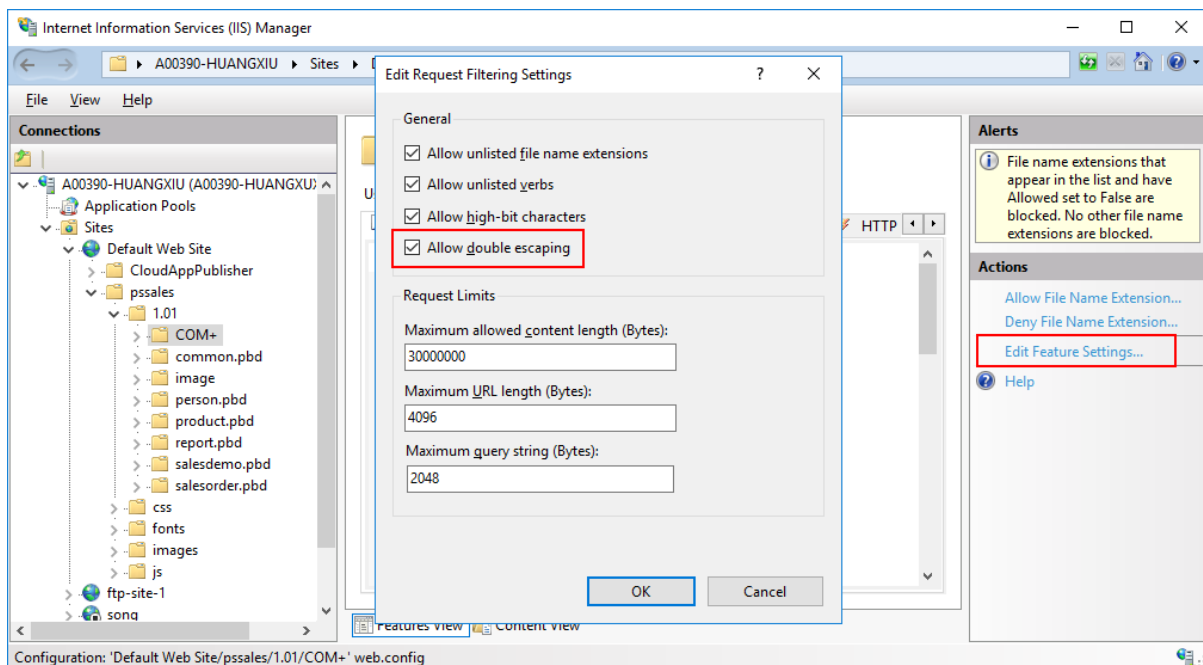 Internet Information Services (IIS) Manager
A00390-HUANGXIU Sites
File View Help
Connections
A00390-HUANGXIU (A00390-HUANGXU
Application Pools
Sites
Default Web Site
CloudAppPublisher
pssales
1.01
COM+
common.pbd
image
person.pbd
product.pbd
report.pbd
salesdemo.pbd
salesorder.pbd
css
fonts
images
js
ftp-site-1
song
Edit Request Filtering Settings
General
Allow unlisted file name extensions
Allow unlisted verbs
Allow high-bit characters
Allow double escaping
Request Limits
Maximum allowed content length (Bytes):
30000000
Maximum URL length (Bytes):
4096
Maximum query string (Bytes):
2048
OK Cancel
HTTP
Features View Content View
Alerts
File name extensions that
appear in the list and have
Allowed set to False are
blocked. No other file name
extensions are blocked.
Actions
Allow File Name Extension...
Deny File Name Extension...
Edit Feature Settings...
Help
Configuration: 'Default Web Site/pssales/1.01/COM+' web.config